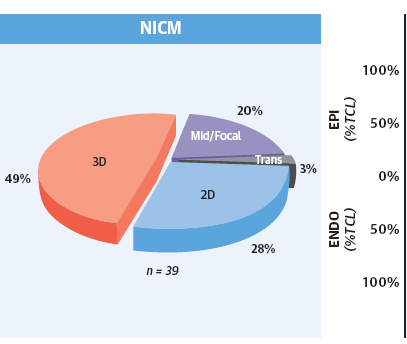 NICM
20%
Mid/Focal
Trans
3%
3D
49%
2D
28%
n = 39
100%
EPI
(%TCL)
50%
0%
ENDO
(%TCL)
50%
100%